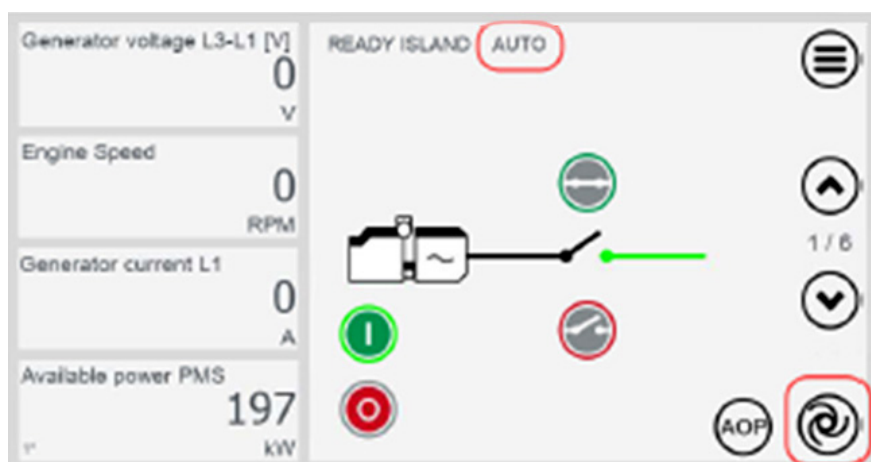 Generator voltage L3-L1 [V]
0
V
Engine Speed
0
RPM
Generator current L1
0
A
Available power PMS
197
kW
READY ISLAND AUTO
1 / 6
AOP